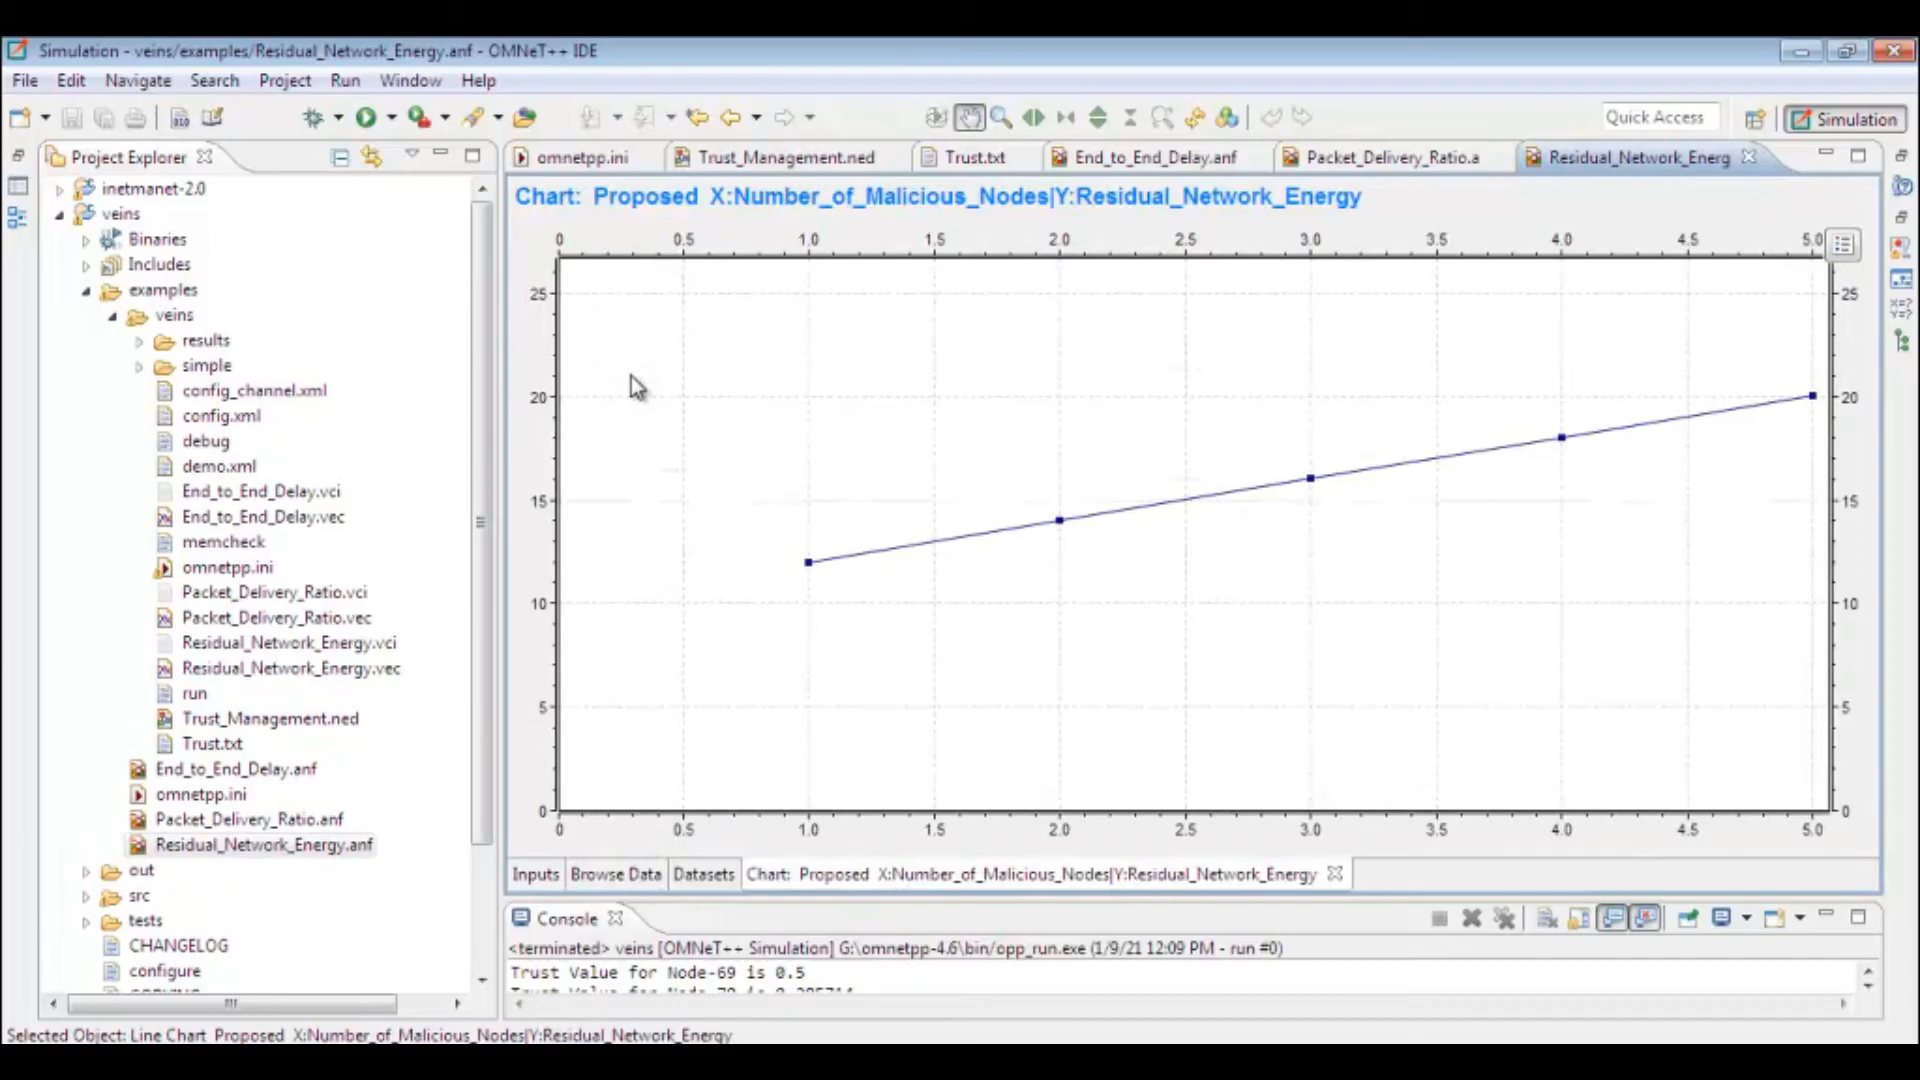 Simulation - veins/examples/Residual_Network_Energy.anf - OMNeT++ IDE
File Edit Navigate Search Project Run Window Help
Quick Access
Simulation
Project Explorer
inetmanet-2.0
veins
Binaries
Includes
examples
veins
results
simple
config_channel.xml
config.xml
debug
demo.xml
End_to_End_Delay.vci
End_to_End_Delay.vec
memcheck
omnetpp.ini
Packet_Delivery_Ratio.vci
Packet_Delivery_Ratio.vec
Residual_Network_Energy.vci
Residual_Network_Energy.vec
run
Trust_Management.ned
Trust.txt
End_to_End_Delay.anf
omnetpp.ini
Packet_Delivery_Ratio.anf
Residual_Network_Energy.anf
out
src
tests
CHANGELOG
configure
omnetpp.ini Trust_Management.ned Trust.txt End_to_End_Delay.anf Packet_Delivery_Ratio.a Residual_Network_Energ
Chart: Proposed X:Number_of_Malicious_Nodes|Y:Residual_Network_Energy
0 0.5 1.0 1.5 2.0 2.5 3.0 3.5 4.0 4.5 5.0
25 25
20 20
15 15
10 10
5 5
0 0
0 0.5 1.0 1.5 2.0 2.5 3.0 3.5 4.0 4.5 5.0
Inputs Browse Data Datasets Chart: Proposed X:Number_of_Malicious_Nodes|Y:Residual_Network_Energy
Console
<terminated> veins [OMNeT++ Simulation] G:\omnetpp-4.6\bin/opp_run.exe (1/9/21 12:09 PM - run #0)
Trust Value for Node-69 is 0.5
Selected Object: Line Chart Proposed X:Number_of_Malicious_Nodes|Y:Residual_Network_Energy